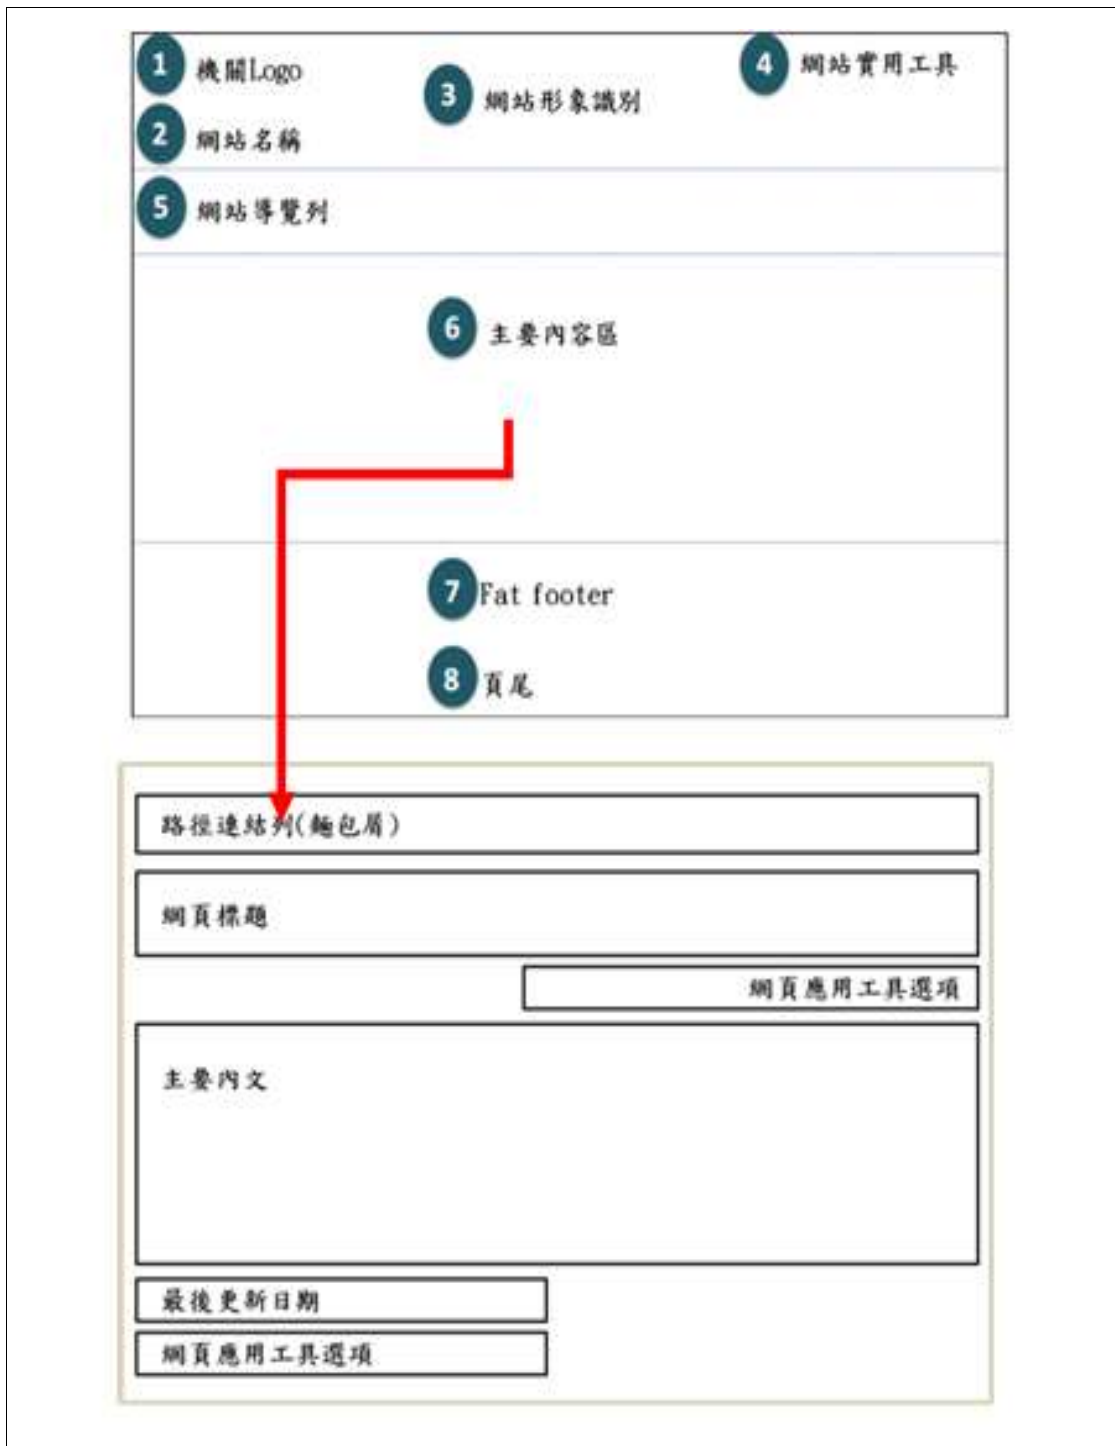 1 機關Logo
3 網站形象識別
4 網站實用工具
2 網站名稱
5 網站導覽列
6 主要內容區
7 Fat footer
8 頁尾
路徑連結列(麵包屑)
網頁標題
網頁應用工具選項
主要內文
最後更新日期
網頁應用工具選項